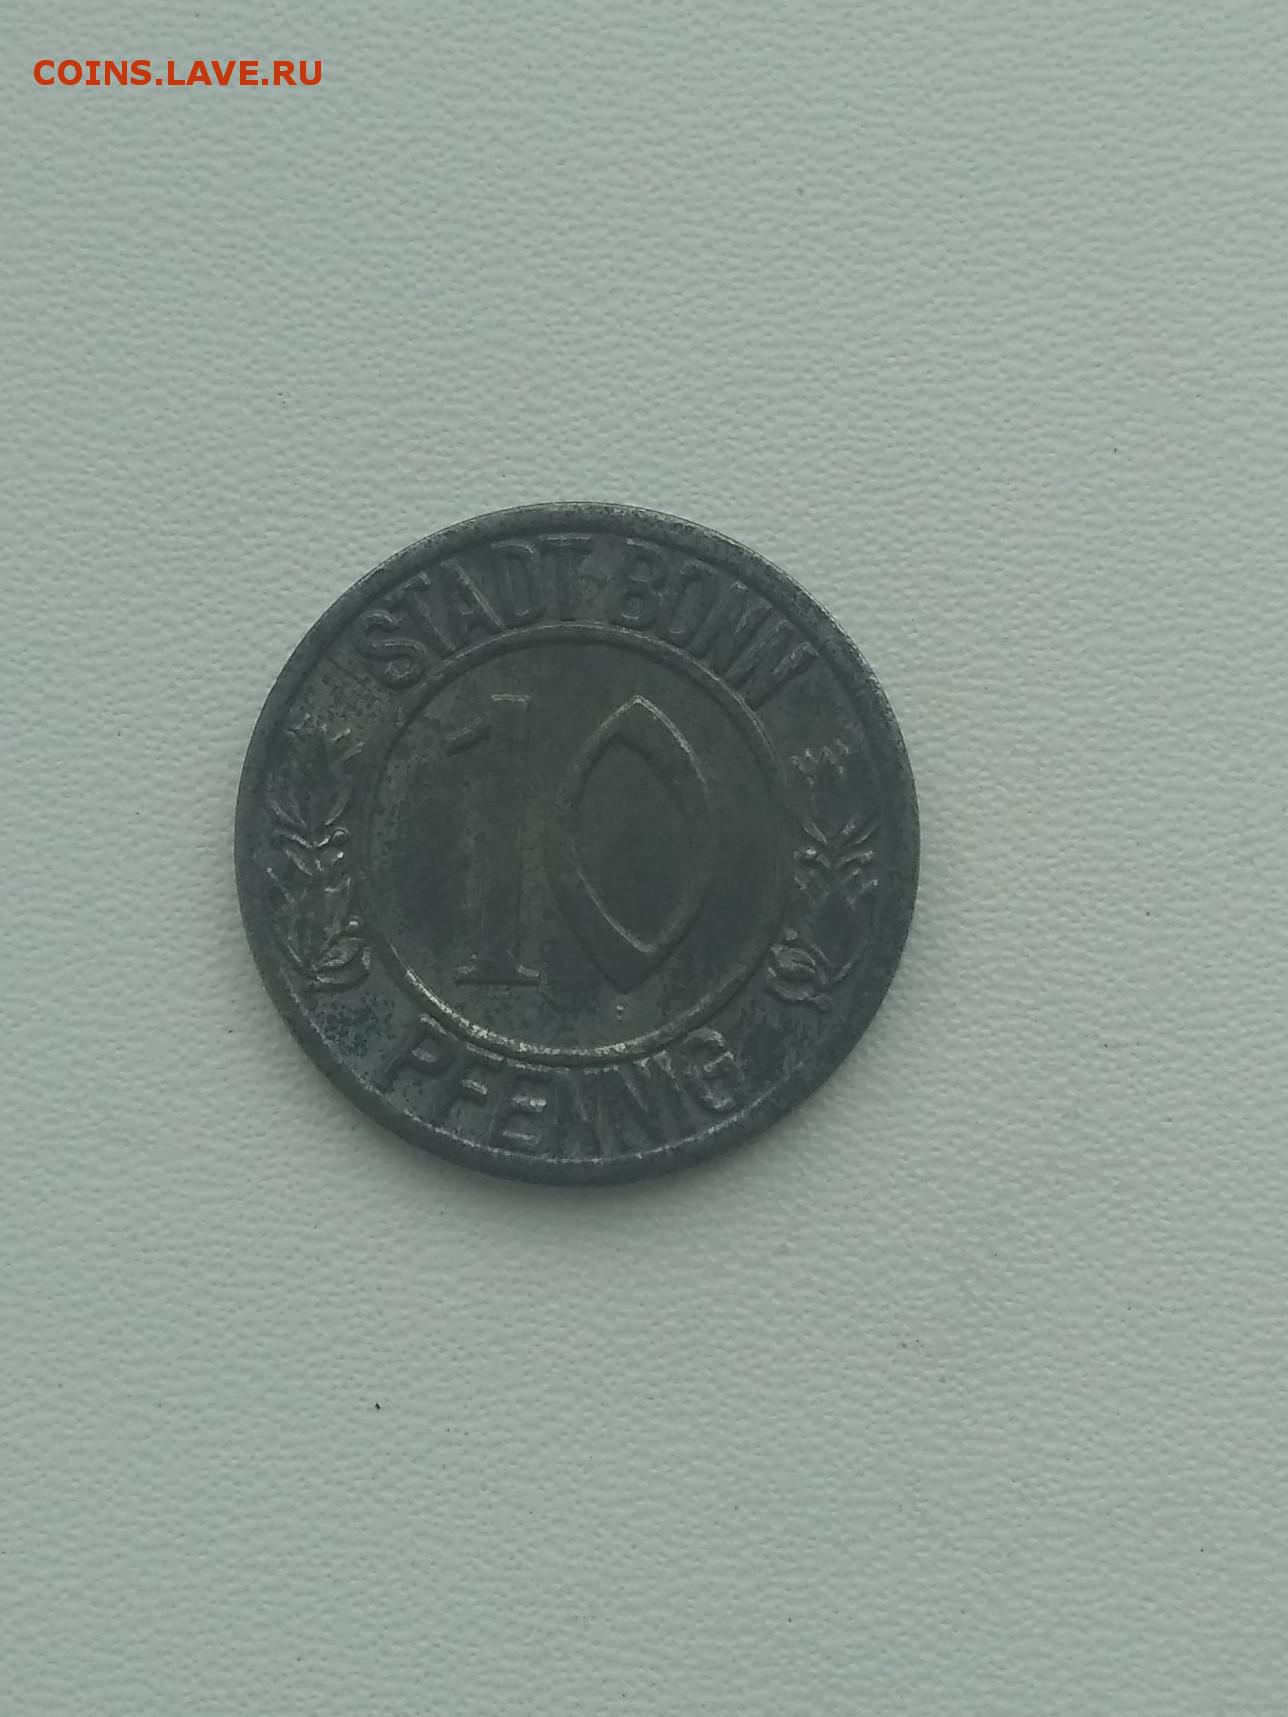 COINS.LAVE.RU
STADT BONN
10
PFENNIG